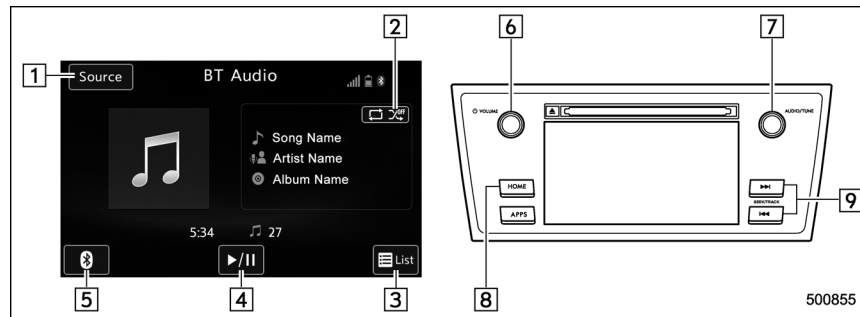 1
Source
BT Audio
2
OFF
Song Name
Artist Name
Album Name
5:34
27
List
5
4
3
6
7
VOLUME
AUDIO/TUNE
HOME
APPS
SEEK/TRACK
8
9
500855